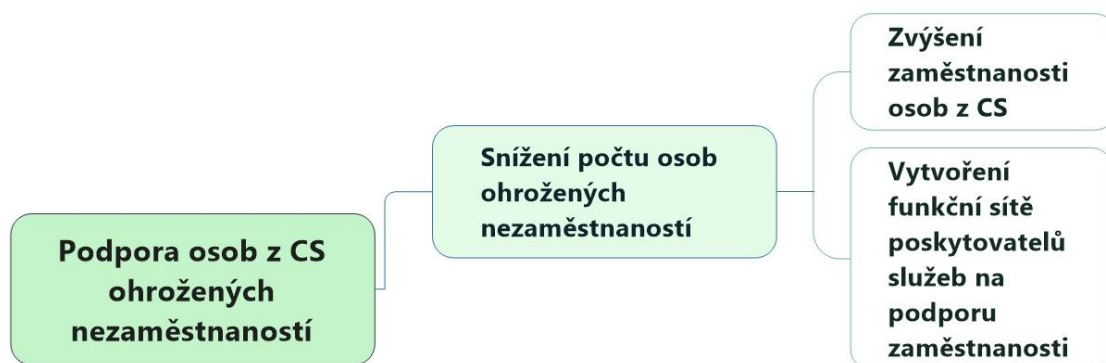 Podpora osob z CS
ohrožených
nezaměstnaností
Snížení počtu osob
ohrožených
nezaměstnaností
Zvýšení
zaměstnanosti
osob z CS
Vytvoření
funkční sítě
poskytovatelů
služeb na
podporu
zaměstnanosti